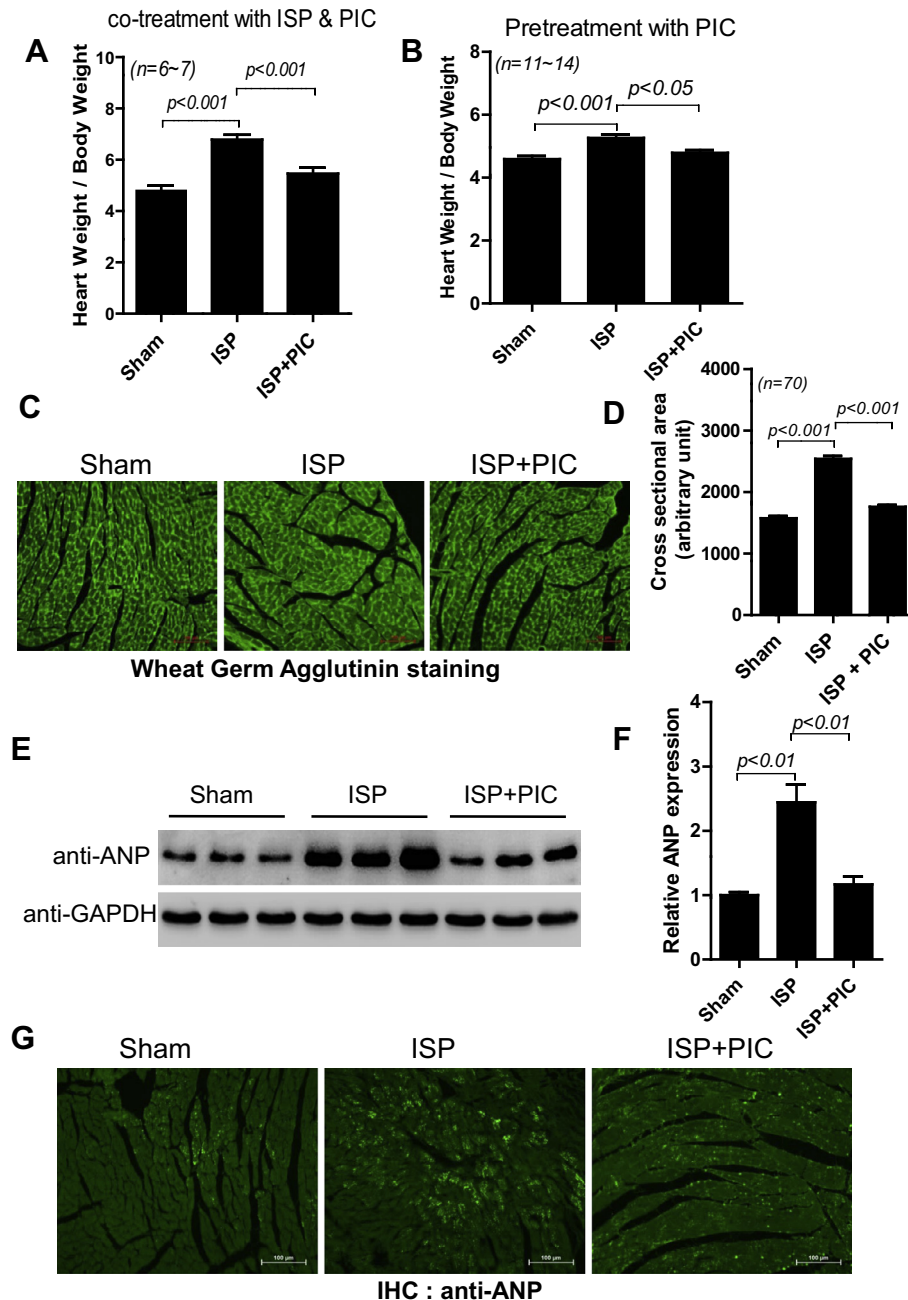 co-treatment with ISP & PIC
A
(n=6~7)
p<0.001
p<0.001
Heart Weight / Body Weight
10
8
6
4
2
0
Sham
ISP
ISP+PIC
Pretreatment with PIC
B
(n=11~14)
p<0.001
p<0.05
Heart Weight / Body Weight
8
6
4
2
0
Sham
ISP
ISP+PIC
C
Sham
ISP
ISP+PIC
Wheat Germ Agglutinin staining
D
(n=70)
p<0.001
p<0.001
Cross sectional area
(arbitrary unit)
4000
3000
2000
1000
0
Sham
ISP
ISP + PIC
E
Sham
ISP
ISP+PIC
anti-ANP
anti-GAPDH
F
p<0.01
p<0.01
Relative ANP expression
4
3
2
1
0
Sham
ISP
ISP+PIC
G
Sham
ISP
ISP+PIC
100 μm
100 μm
100 μm
IHC : anti-ANP